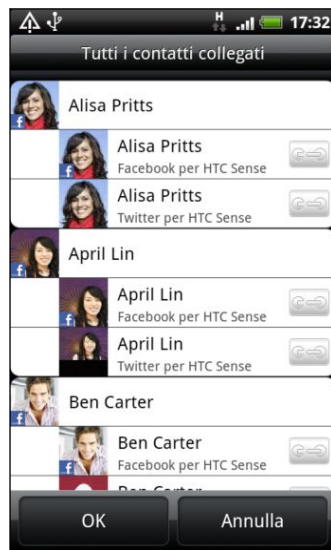 H
17:32
Tutti i contatti collegati
f
Alisa Pritts
f
Alisa Pritts
Facebook per HTC Sense
Alisa Pritts
Twitter per HTC Sense
f
April Lin
f
April Lin
Facebook per HTC Sense
April Lin
Twitter per HTC Sense
f
Ben Carter
f
Ben Carter
Facebook per HTC Sense
Ben Carter
OK
Annulla